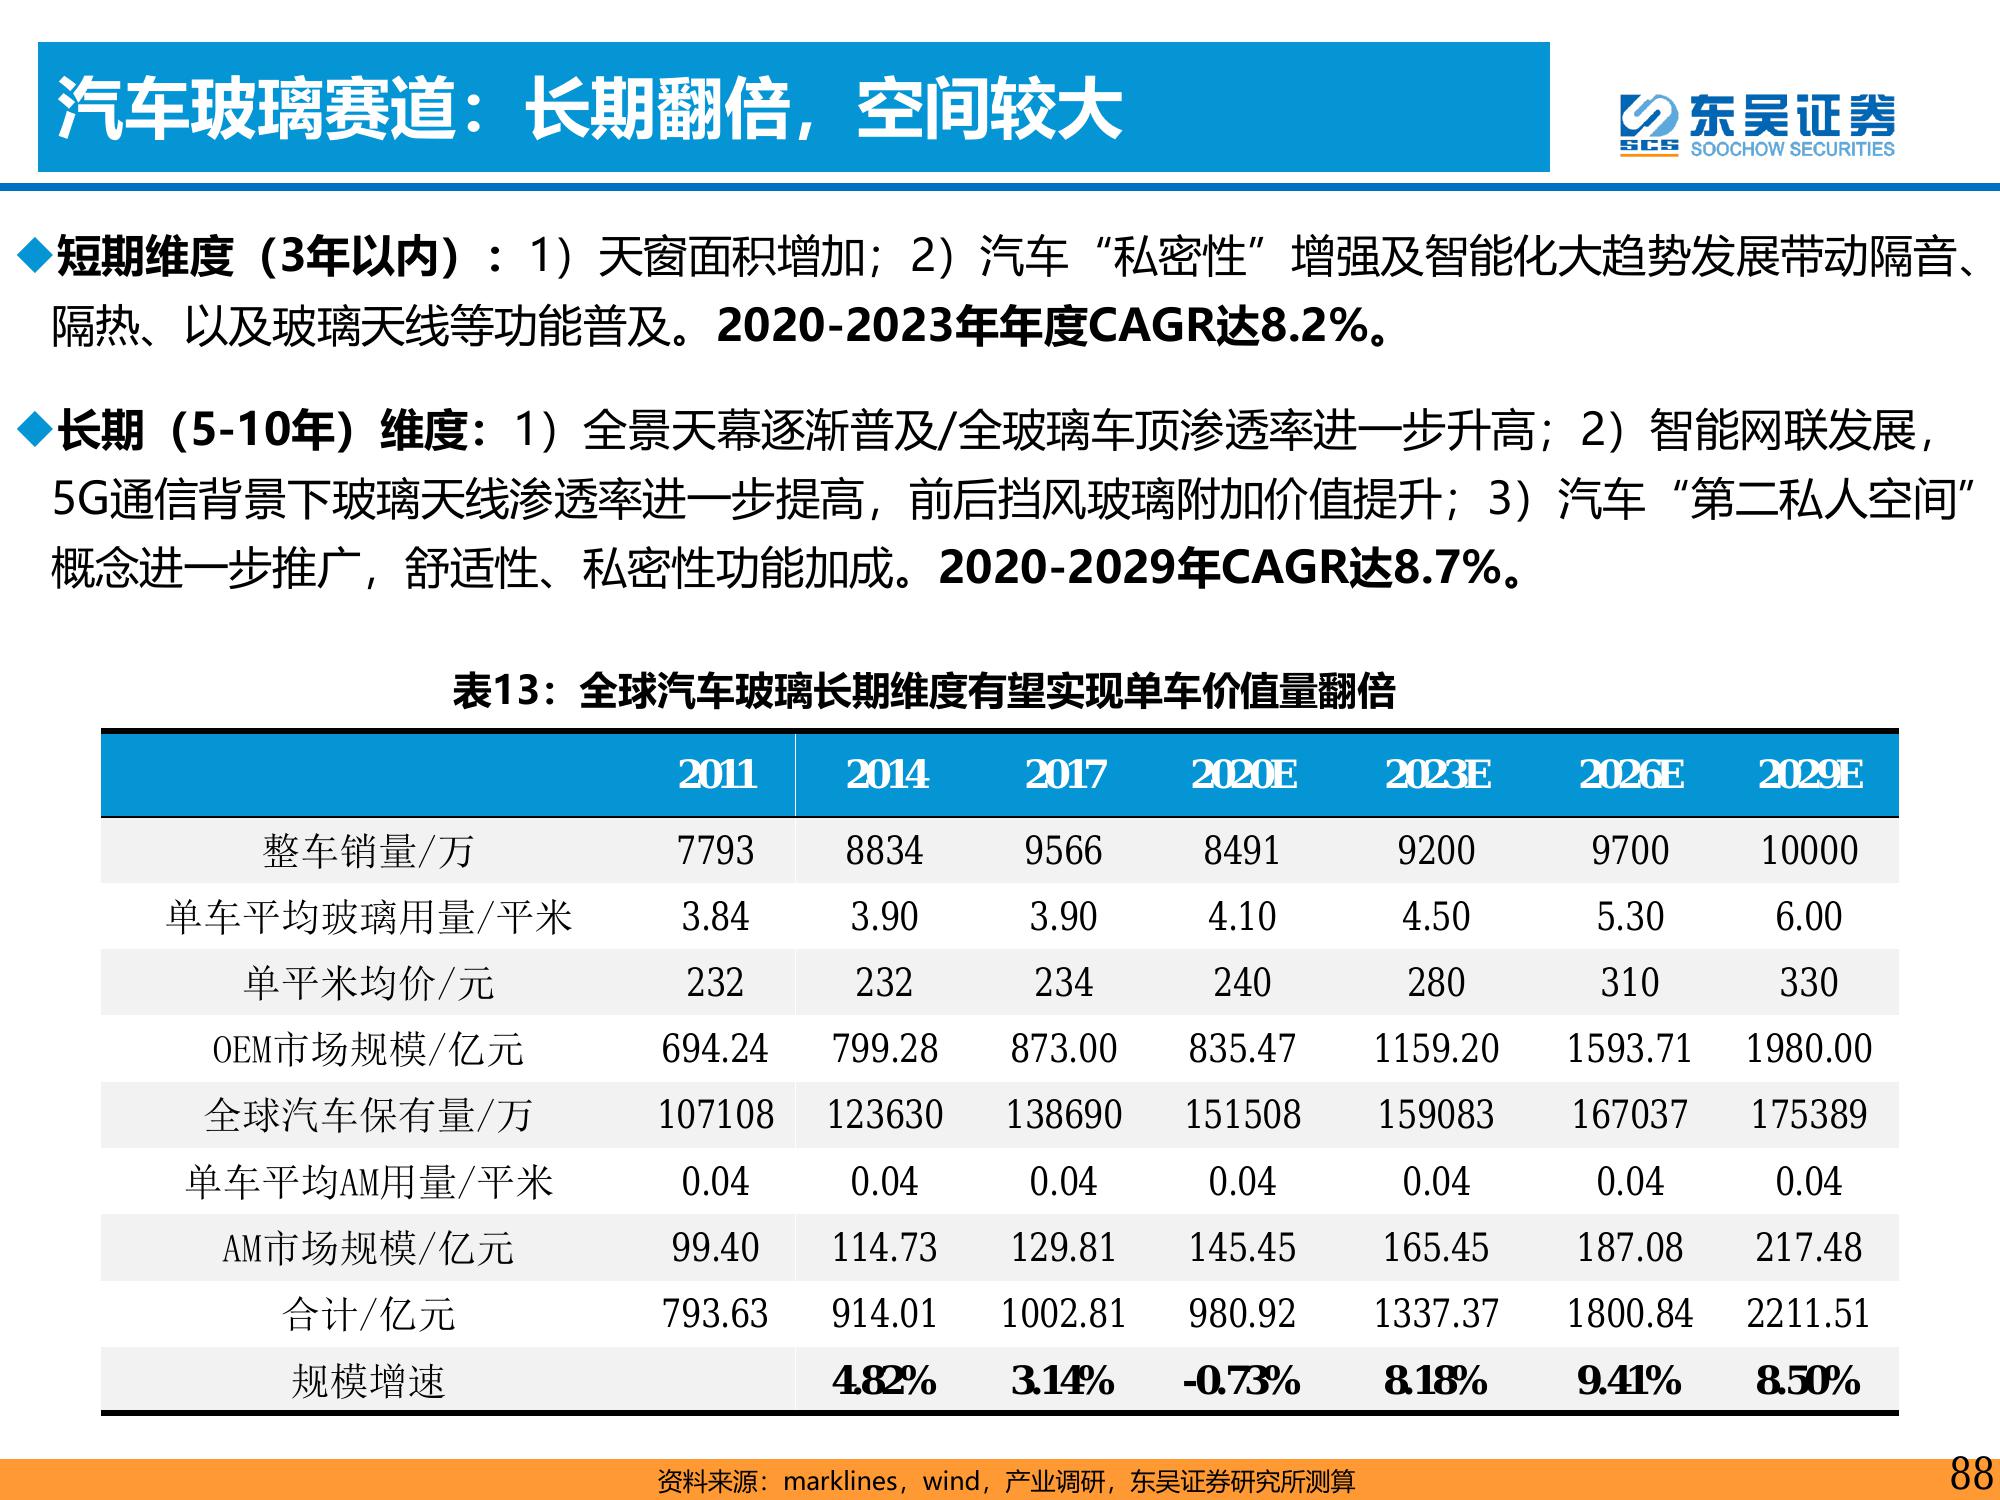 汽车玻璃赛道：长期翻倍，空间较大
东吴证券
SCS
SOOCHOW SECURITIES
◆短期维度（3年以内）：1）天窗面积增加；2）汽车“私密性”增强及智能化大趋势发展带动隔音、
隔热、以及玻璃天线等功能普及。2020-2023年年度CAGR达8.2%。
◆长期（5-10年）维度：1）全景天幕逐渐普及/全玻璃车顶渗透率进一步升高；2）智能网联发展，
5G通信背景下玻璃天线渗透率进一步提高，前后挡风玻璃附加价值提升；3）汽车“第二私人空间”
概念进一步推广，舒适性、私密性功能加成。2020-2029年CAGR达8.7%。
表13：全球汽车玻璃长期维度有望实现单车价值量翻倍
2011 2014 2017 2020E 2023E 2026E 2029E
整车销量/万 7793 8834 9566 8491 9200 9700 10000
单车平均玻璃用量/平米 3.84 3.90 3.90 4.10 4.50 5.30 6.00
单平米均价/元 232 232 234 240 280 310 330
OEM市场规模/亿元 694.24 799.28 873.00 835.47 1159.20 1593.71 1980.00
全球汽车保有量/万 107108 123630 138690 151508 159083 167037 175389
单车平均AM用量/平米 0.04 0.04 0.04 0.04 0.04 0.04 0.04
AM市场规模/亿元 99.40 114.73 129.81 145.45 165.45 187.08 217.48
合计/亿元 793.63 914.01 1002.81 980.92 1337.37 1800.84 2211.51
规模增速 4.82% 3.14% -0.73% 8.18% 9.41% 8.50%
资料来源：marklines，wind，产业调研，东吴证券研究所测算
88